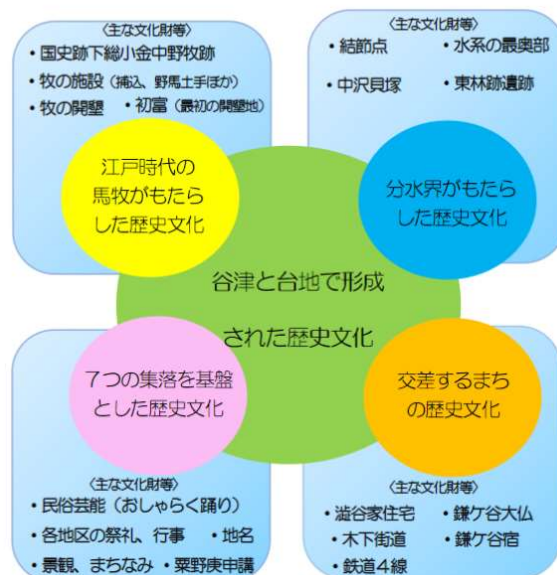 〈主な文化財等〉
・国史跡下総小金中野牧跡
・牧の施設（捕込、野馬土手ほか）
・牧の開墾　・初富（最初の開墾地）
江戸時代の
馬牧がもたら
した歴史文化
〈主な文化財等〉
・結節点　・水系の最奥部
・中沢貝塚　・東林跡遺跡
分水界がもたら
した歴史文化
谷津と台地で形成
された歴史文化
７つの集落を基盤
とした歴史文化
〈主な文化財等〉
・民俗芸能（おしゃらく踊り）
・各地区の祭礼、行事　・地名
・景観、まちなみ　・粟野庚申講
交差するまち
の歴史文化
〈主な文化財等〉
・澁谷家住宅　・鎌ケ谷大仏
・木下街道　・鎌ケ谷宿
・鉄道４線